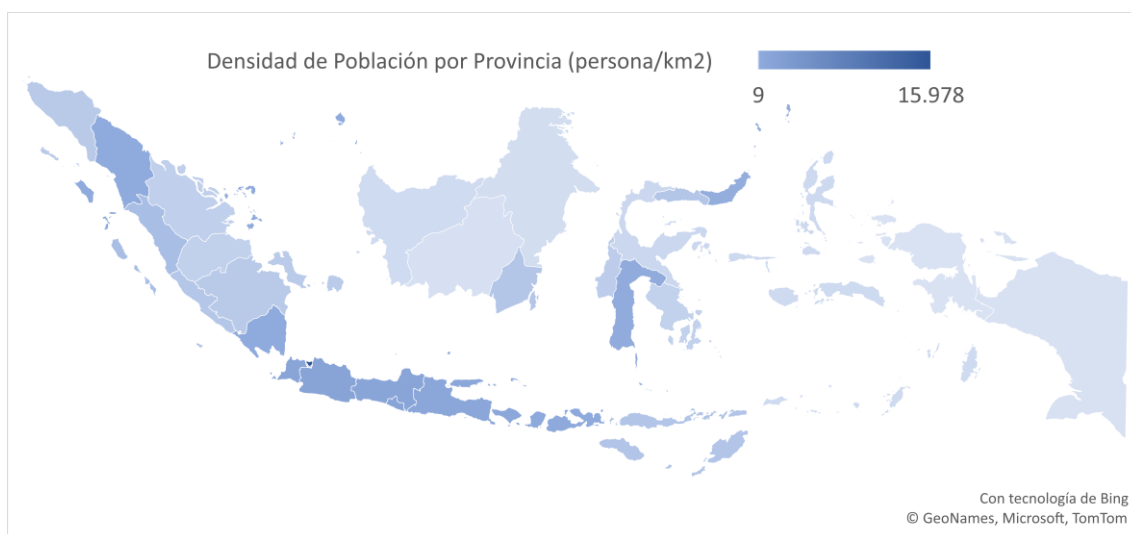 Densidad de Población por Provincia (persona/km2)
9 15.978
Con tecnología de Bing
© GeoNames, Microsoft, TomTom